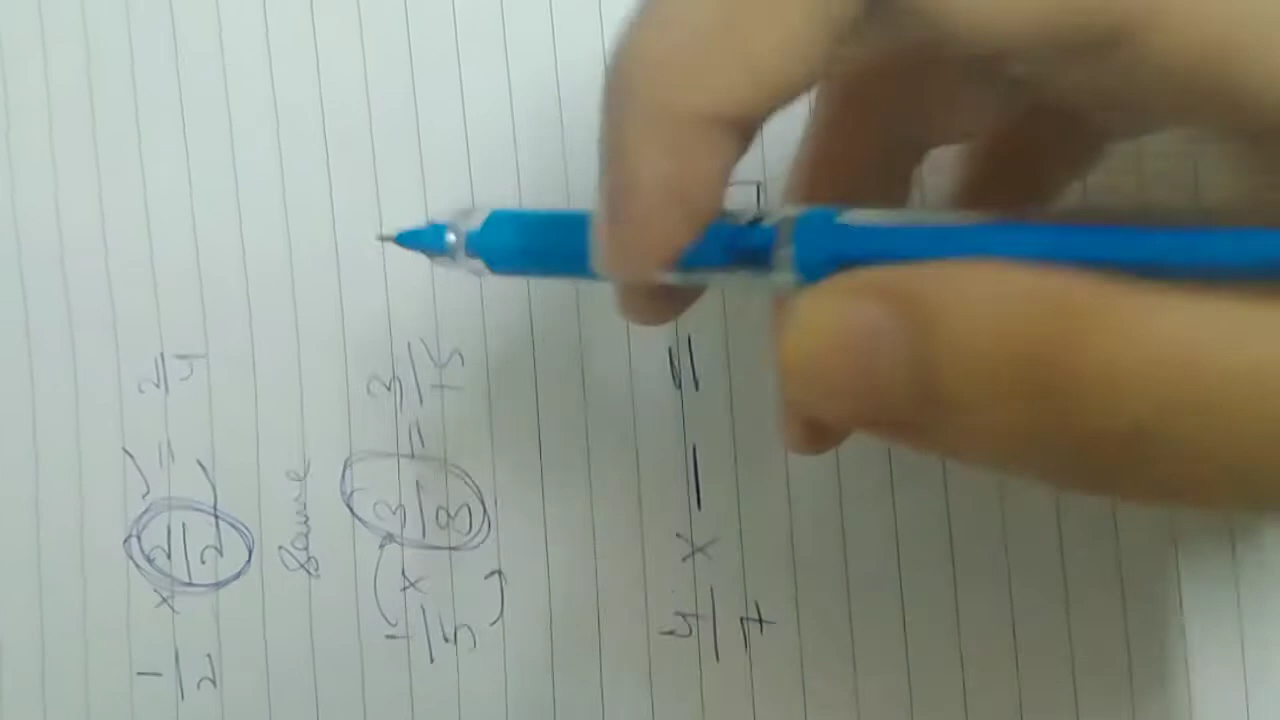 1/2 × 2/2 = 2/4
Same
1/5 × 3/3 = 3/15
4/7 × — =